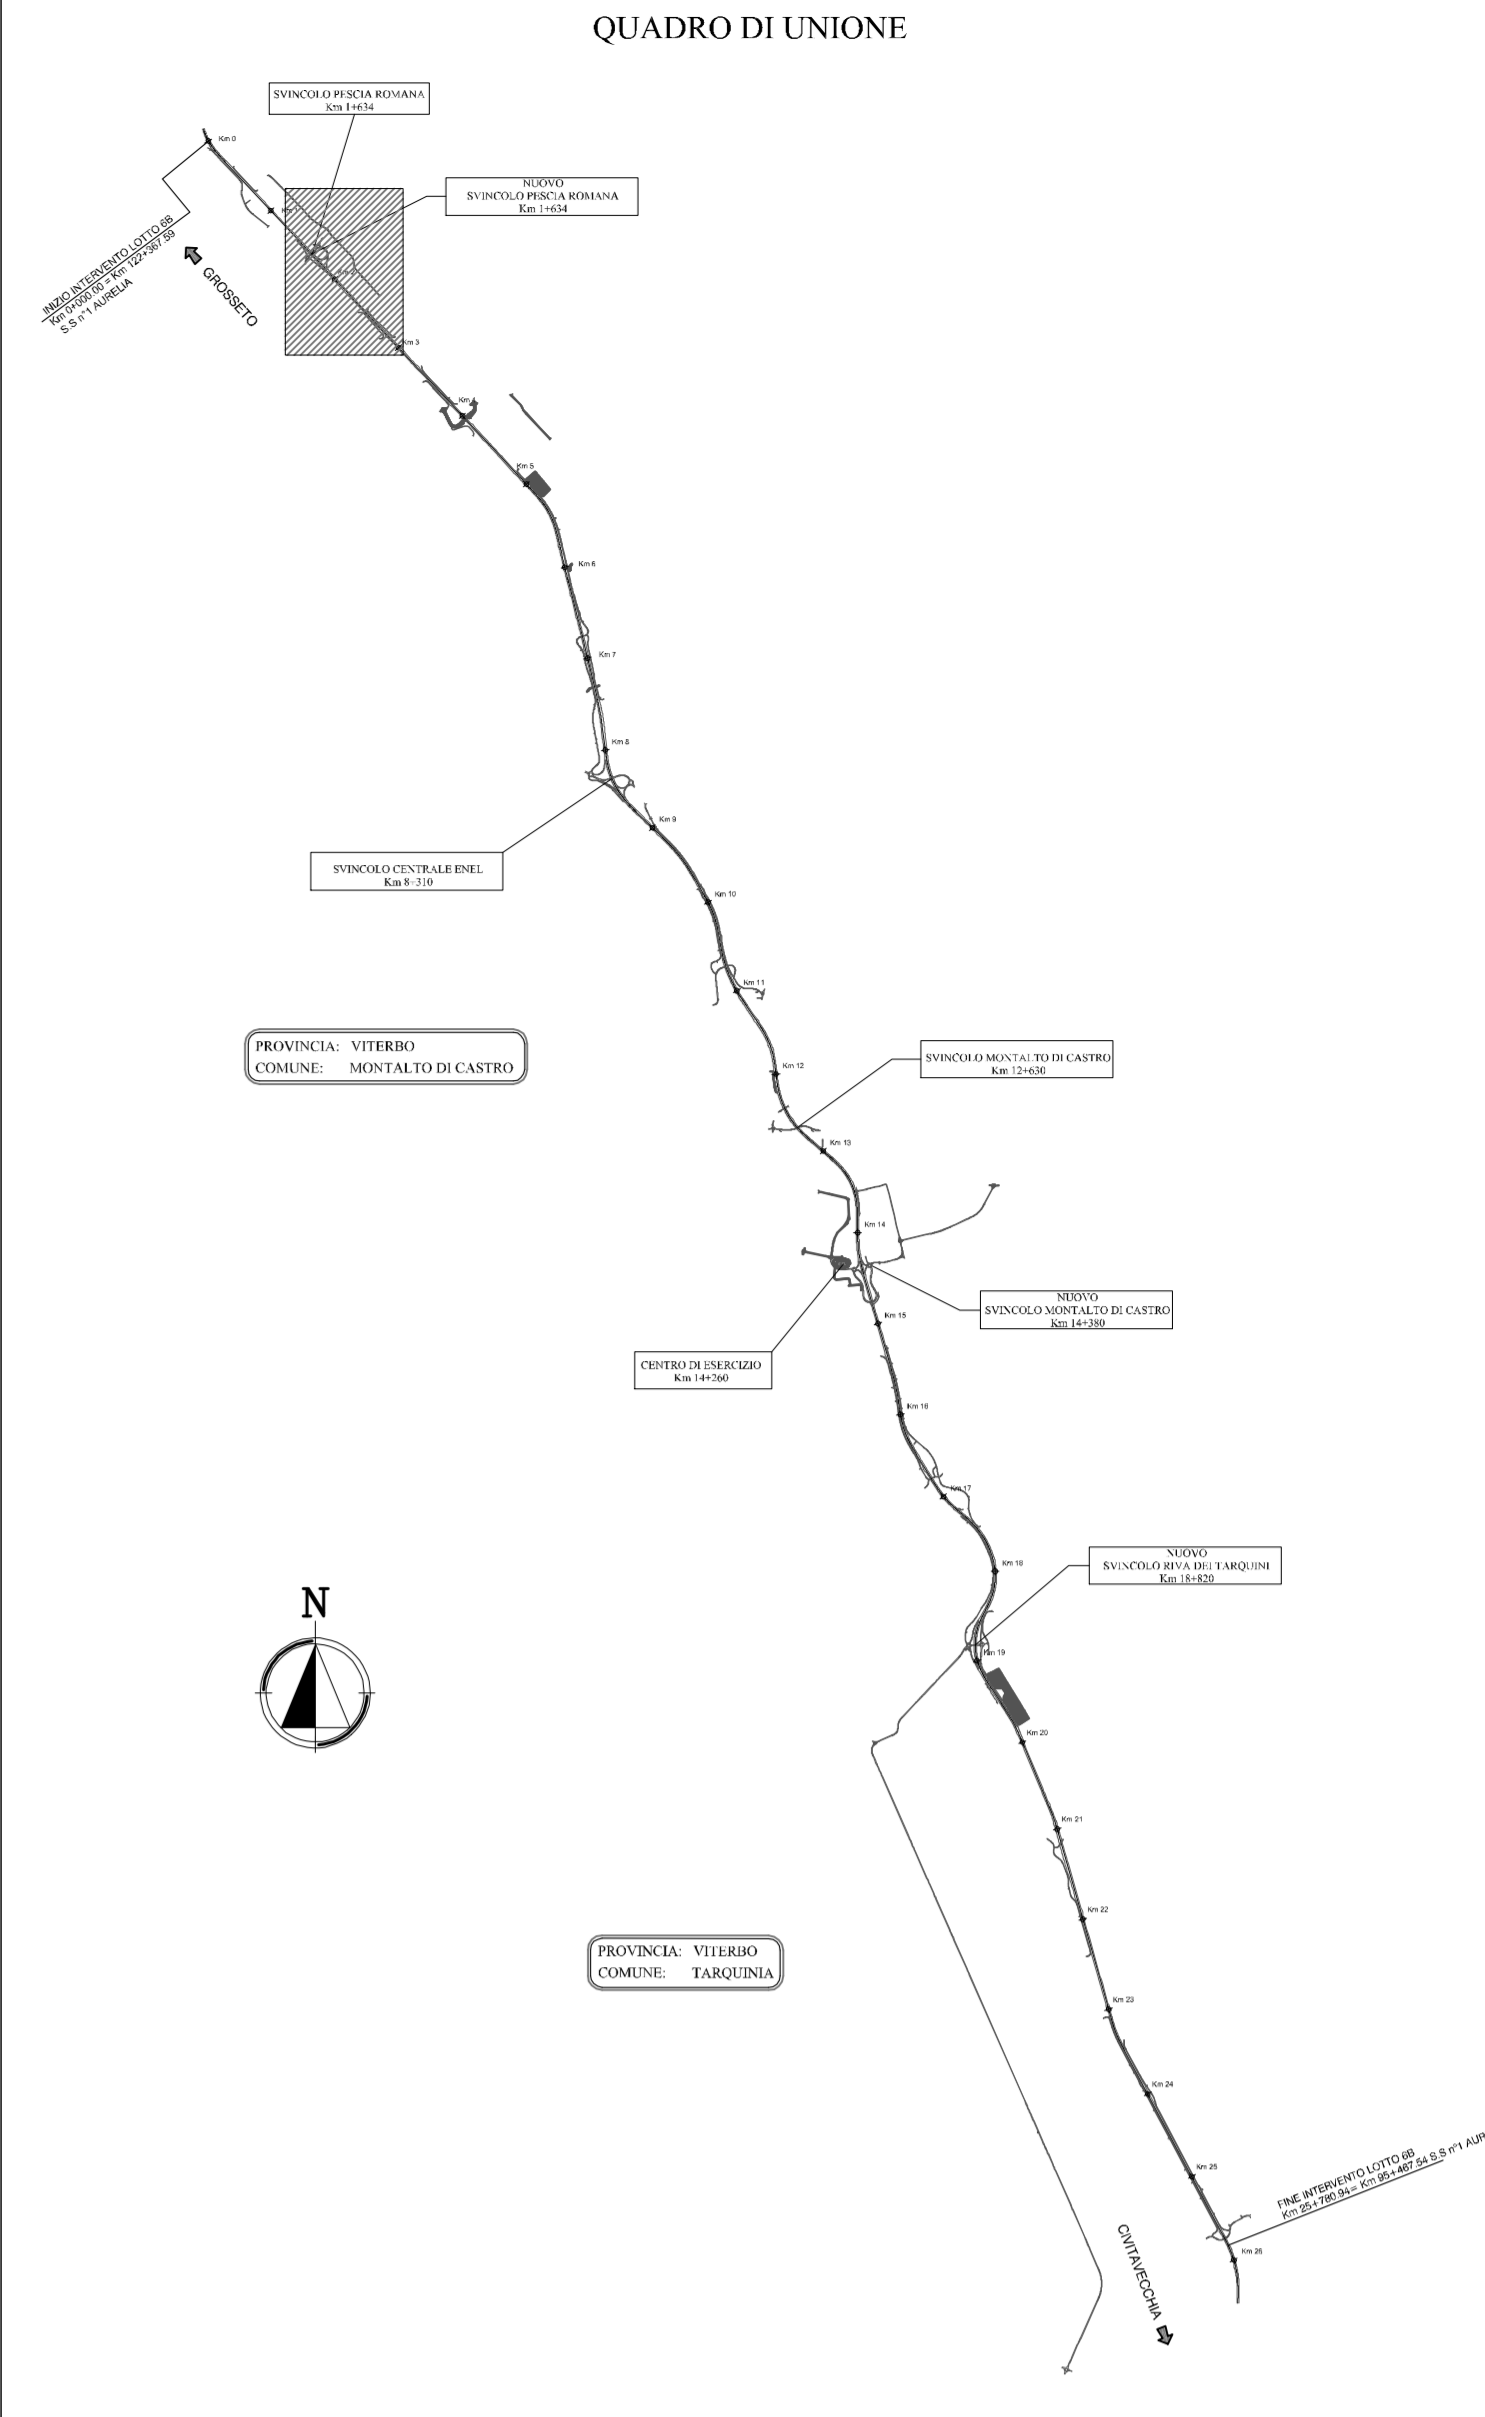 QUADRO DI UNIONE
SVINCOLO PESCIA ROMANA
Km 1+634
Km 0
NUOVO
SVINCOLO PESCIA ROMANA
Km 1+634
Km 1
INIZIO INTERVENTO LOTTO 6B
Km 0+000.00 = Km 122+367.59
S.S n°1 AURELIA
GROSSETO
Km 2
Km 3
Km 4
Km 5
Km 6
Km 7
Km 8
Km 9
SVINCOLO CENTRALE ENEL
Km 8+310
Km 10
Km 11
PROVINCIA: VITERBO
COMUNE: MONTALTO DI CASTRO
SVINCOLO MONTALTO DI CASTRO
Km 12+630
Km 12
Km 13
Km 14
NUOVO
SVINCOLO MONTALTO DI CASTRO
Km 14+380
Km 15
CENTRO DI ESERCIZIO
Km 14+260
Km 16
Km 17
NUOVO
SVINCOLO RIVA DEI TARQUINI
Km 18+820
Km 18
N
Km 19
Km 20
Km 21
Km 22
PROVINCIA: VITERBO
COMUNE: TARQUINIA
Km 23
Km 24
Km 25
FINE INTERVENTO LOTTO 6B
Km 25+780.94= Km 95+467.54 S.S n°1 AUR
CIVITAVECCHIA
Km 26